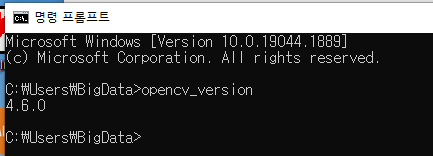 명령 프롬프트
Microsoft Windows [Version 10.0.19044.1889]
(c) Microsoft Corporation. All rights reserved.
C:₩Users₩BigData>opencv_version
4.6.0
C:₩Users₩BigData>